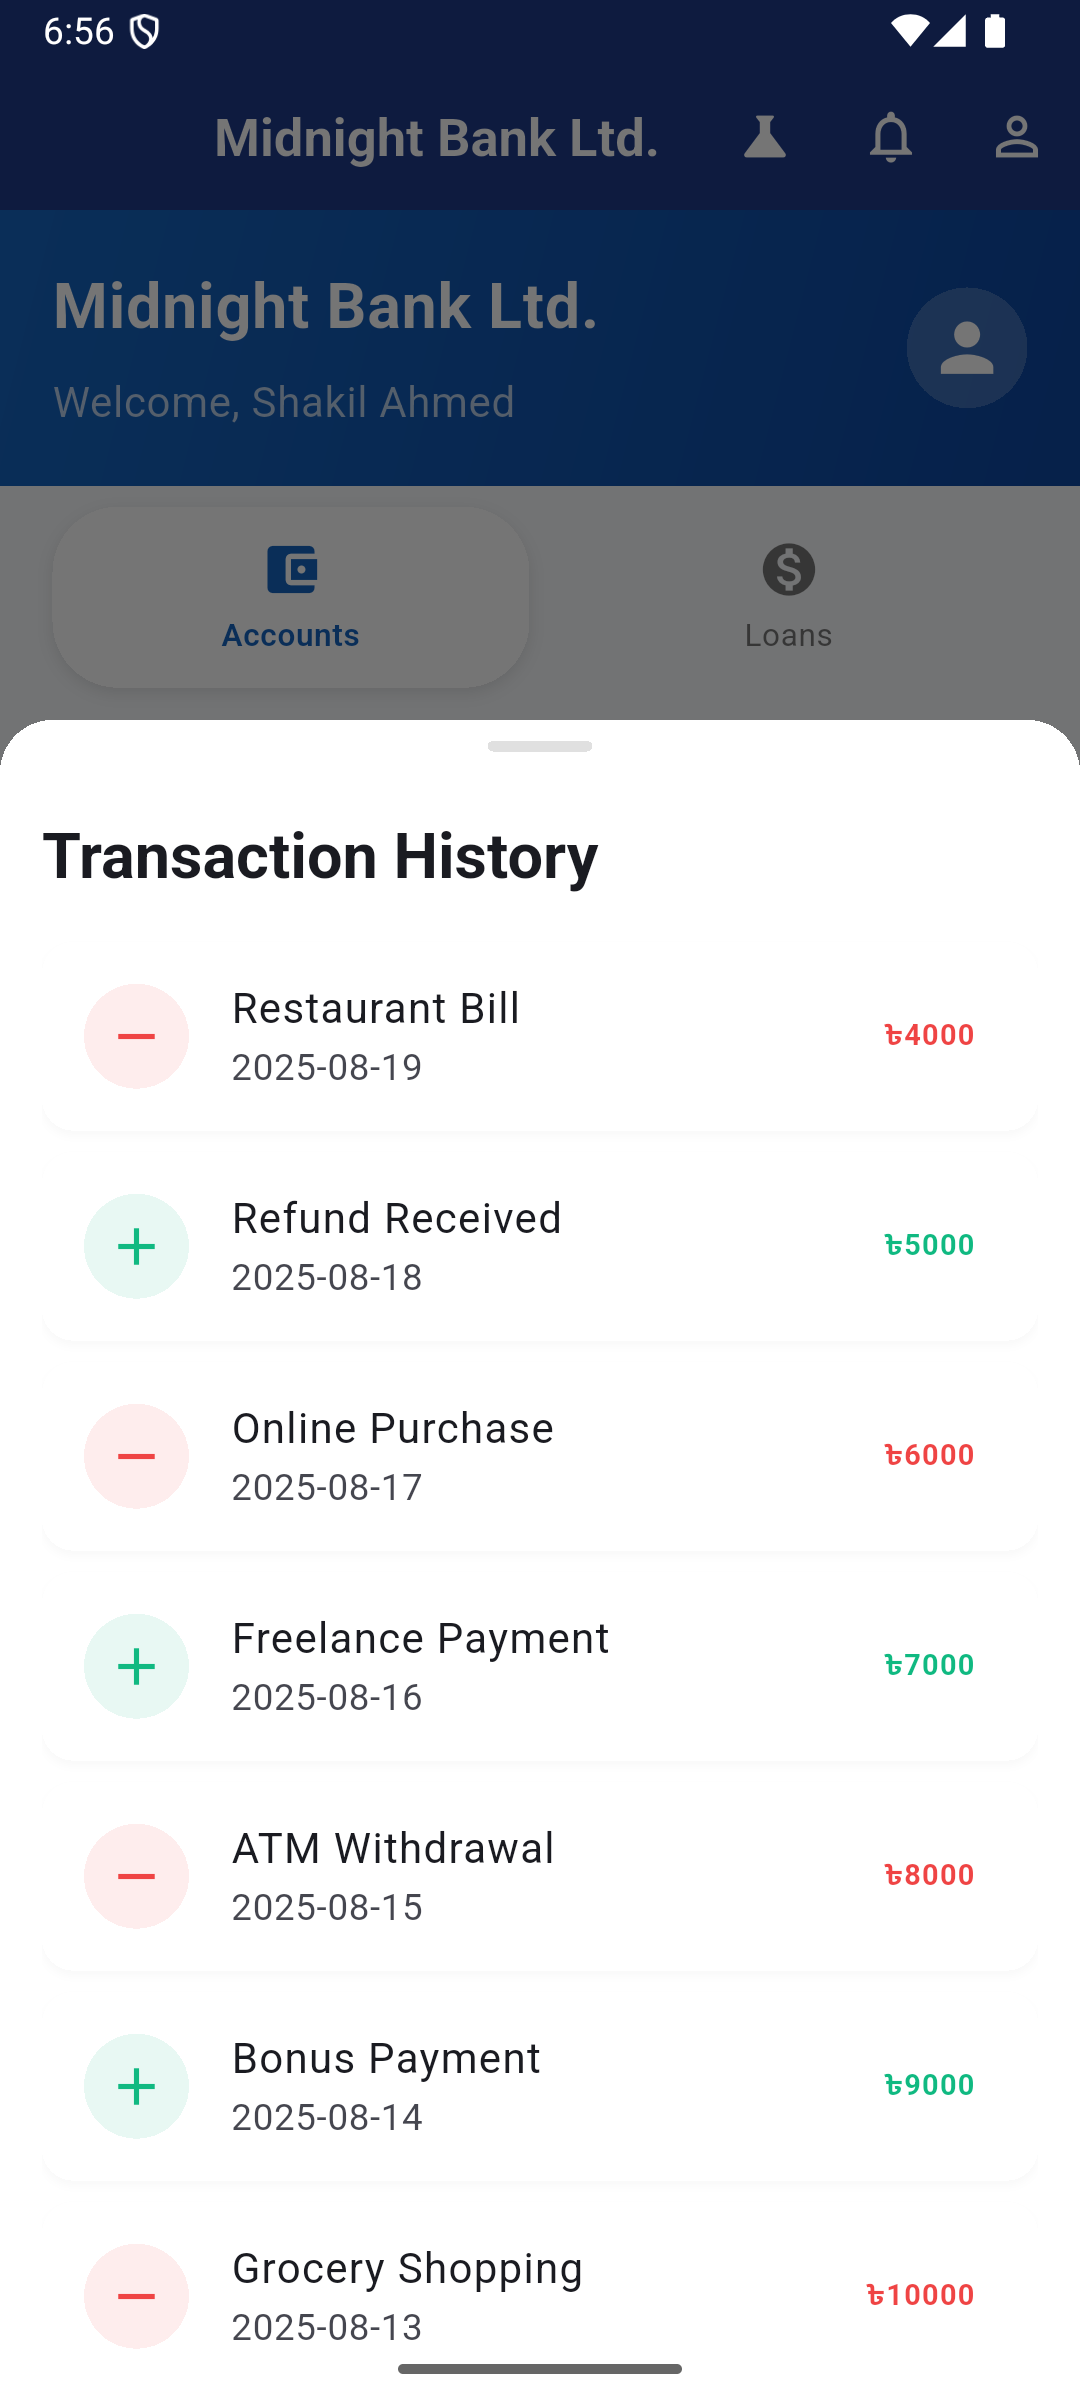 6:56
Midnight Bank Ltd.
Midnight Bank Ltd.
Welcome, Shakil Ahmed
Accounts
Loans
Transaction History
Restaurant Bill
2025-08-19
৳4000
Refund Received
2025-08-18
৳5000
Online Purchase
2025-08-17
৳6000
Freelance Payment
2025-08-16
৳7000
ATM Withdrawal
2025-08-15
৳8000
Bonus Payment
2025-08-14
৳9000
Grocery Shopping
2025-08-13
৳10000